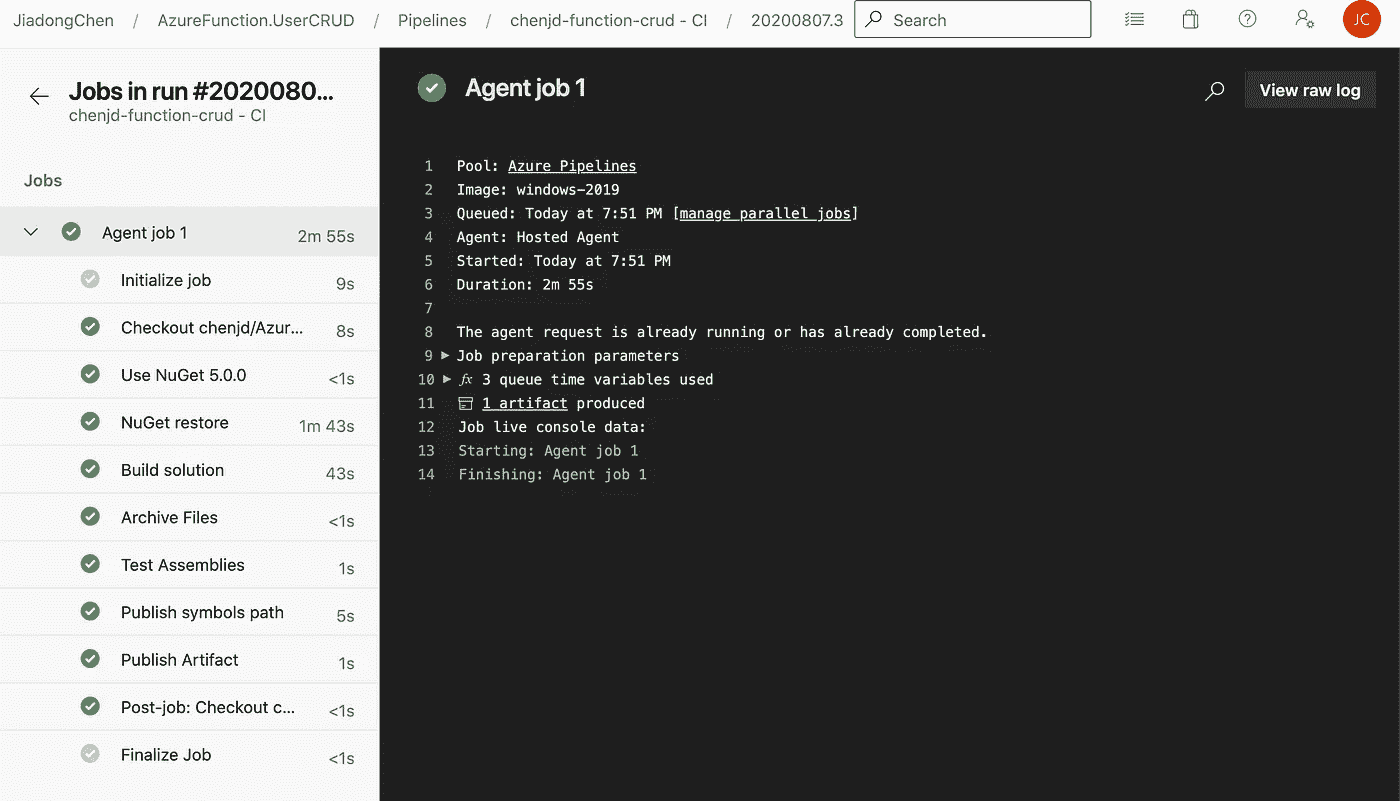 JiadongChen / AzureFunction.UserCRUD / Pipelines / chenjd-function-crud - CI / 20200807.3 Search JC
Jobs in run #2020080...
chenjd-function-crud - CI
Jobs
Agent job 1 2m 55s
Initialize job 9s
Checkout chenjd/Azur... 8s
Use NuGet 5.0.0 <1s
NuGet restore 1m 43s
Build solution 43s
Archive Files <1s
Test Assemblies 1s
Publish symbols path 5s
Publish Artifact 1s
Post-job: Checkout c... <1s
Finalize Job <1s
Agent job 1
View raw log
1 Pool: Azure Pipelines
2 Image: windows-2019
3 Queued: Today at 7:51 PM [manage parallel jobs]
4 Agent: Hosted Agent
5 Started: Today at 7:51 PM
6 Duration: 2m 55s
7
8 The agent request is already running or has already completed.
9 Job preparation parameters
10 fx 3 queue time variables used
11 1 artifact produced
12 Job live console data:
13 Starting: Agent job 1
14 Finishing: Agent job 1